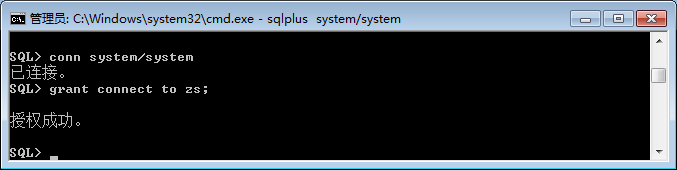 管理员: C:\Windows\system32\cmd.exe - sqlplus  system/system
SQL> conn system/system
已连接。
SQL> grant connect to zs;
授权成功。
SQL>